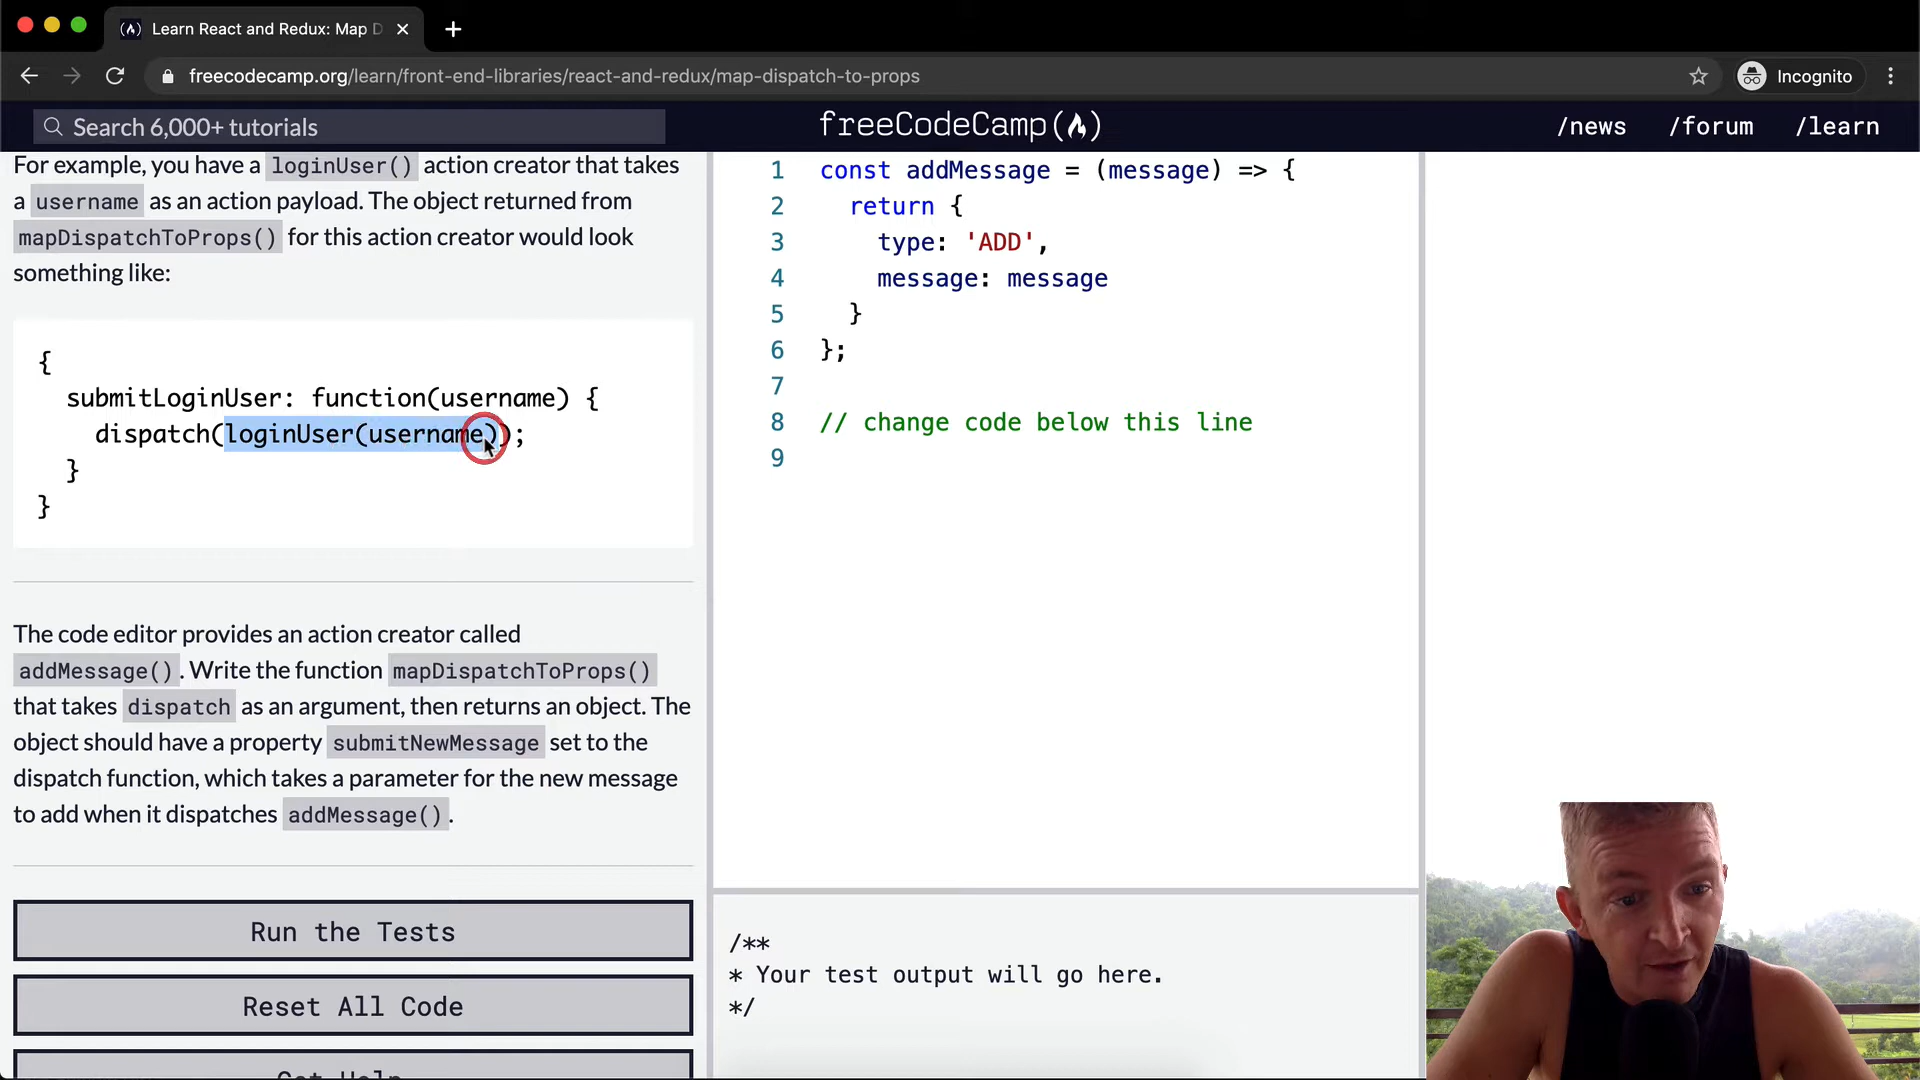 Learn React and Redux: Map D
freecodecamp.org/learn/front-end-libraries/react-and-redux/map-dispatch-to-props
Incognito
Search 6,000+ tutorials
freeCodeCamp
/news
/forum
/learn
For example, you have a loginUser() action creator that takes
a username as an action payload. The object returned from
mapDispatchToProps() for this action creator would look
something like:
{
submitLoginUser: function(username) {
dispatch(loginUser(username));
}
}
The code editor provides an action creator called
addMessage(). Write the function mapDispatchToProps()
that takes dispatch as an argument, then returns an object. The
object should have a property submitNewMessage set to the
dispatch function, which takes a parameter for the new message
to add when it dispatches addMessage().
Run the Tests
Reset All Code
Get Help
1 const addMessage = (message) => {
2 return {
3 type: 'ADD',
4 message: message
5 }
6 };
7
8 // change code below this line
9
/**
* Your test output will go here.
*/